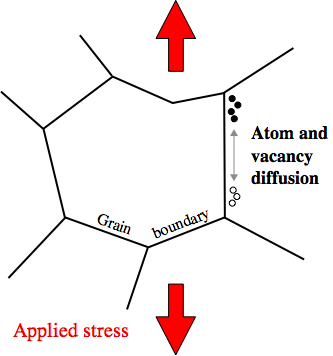 Atom and
vacancy
diffusion
Grain boundary
Applied stress